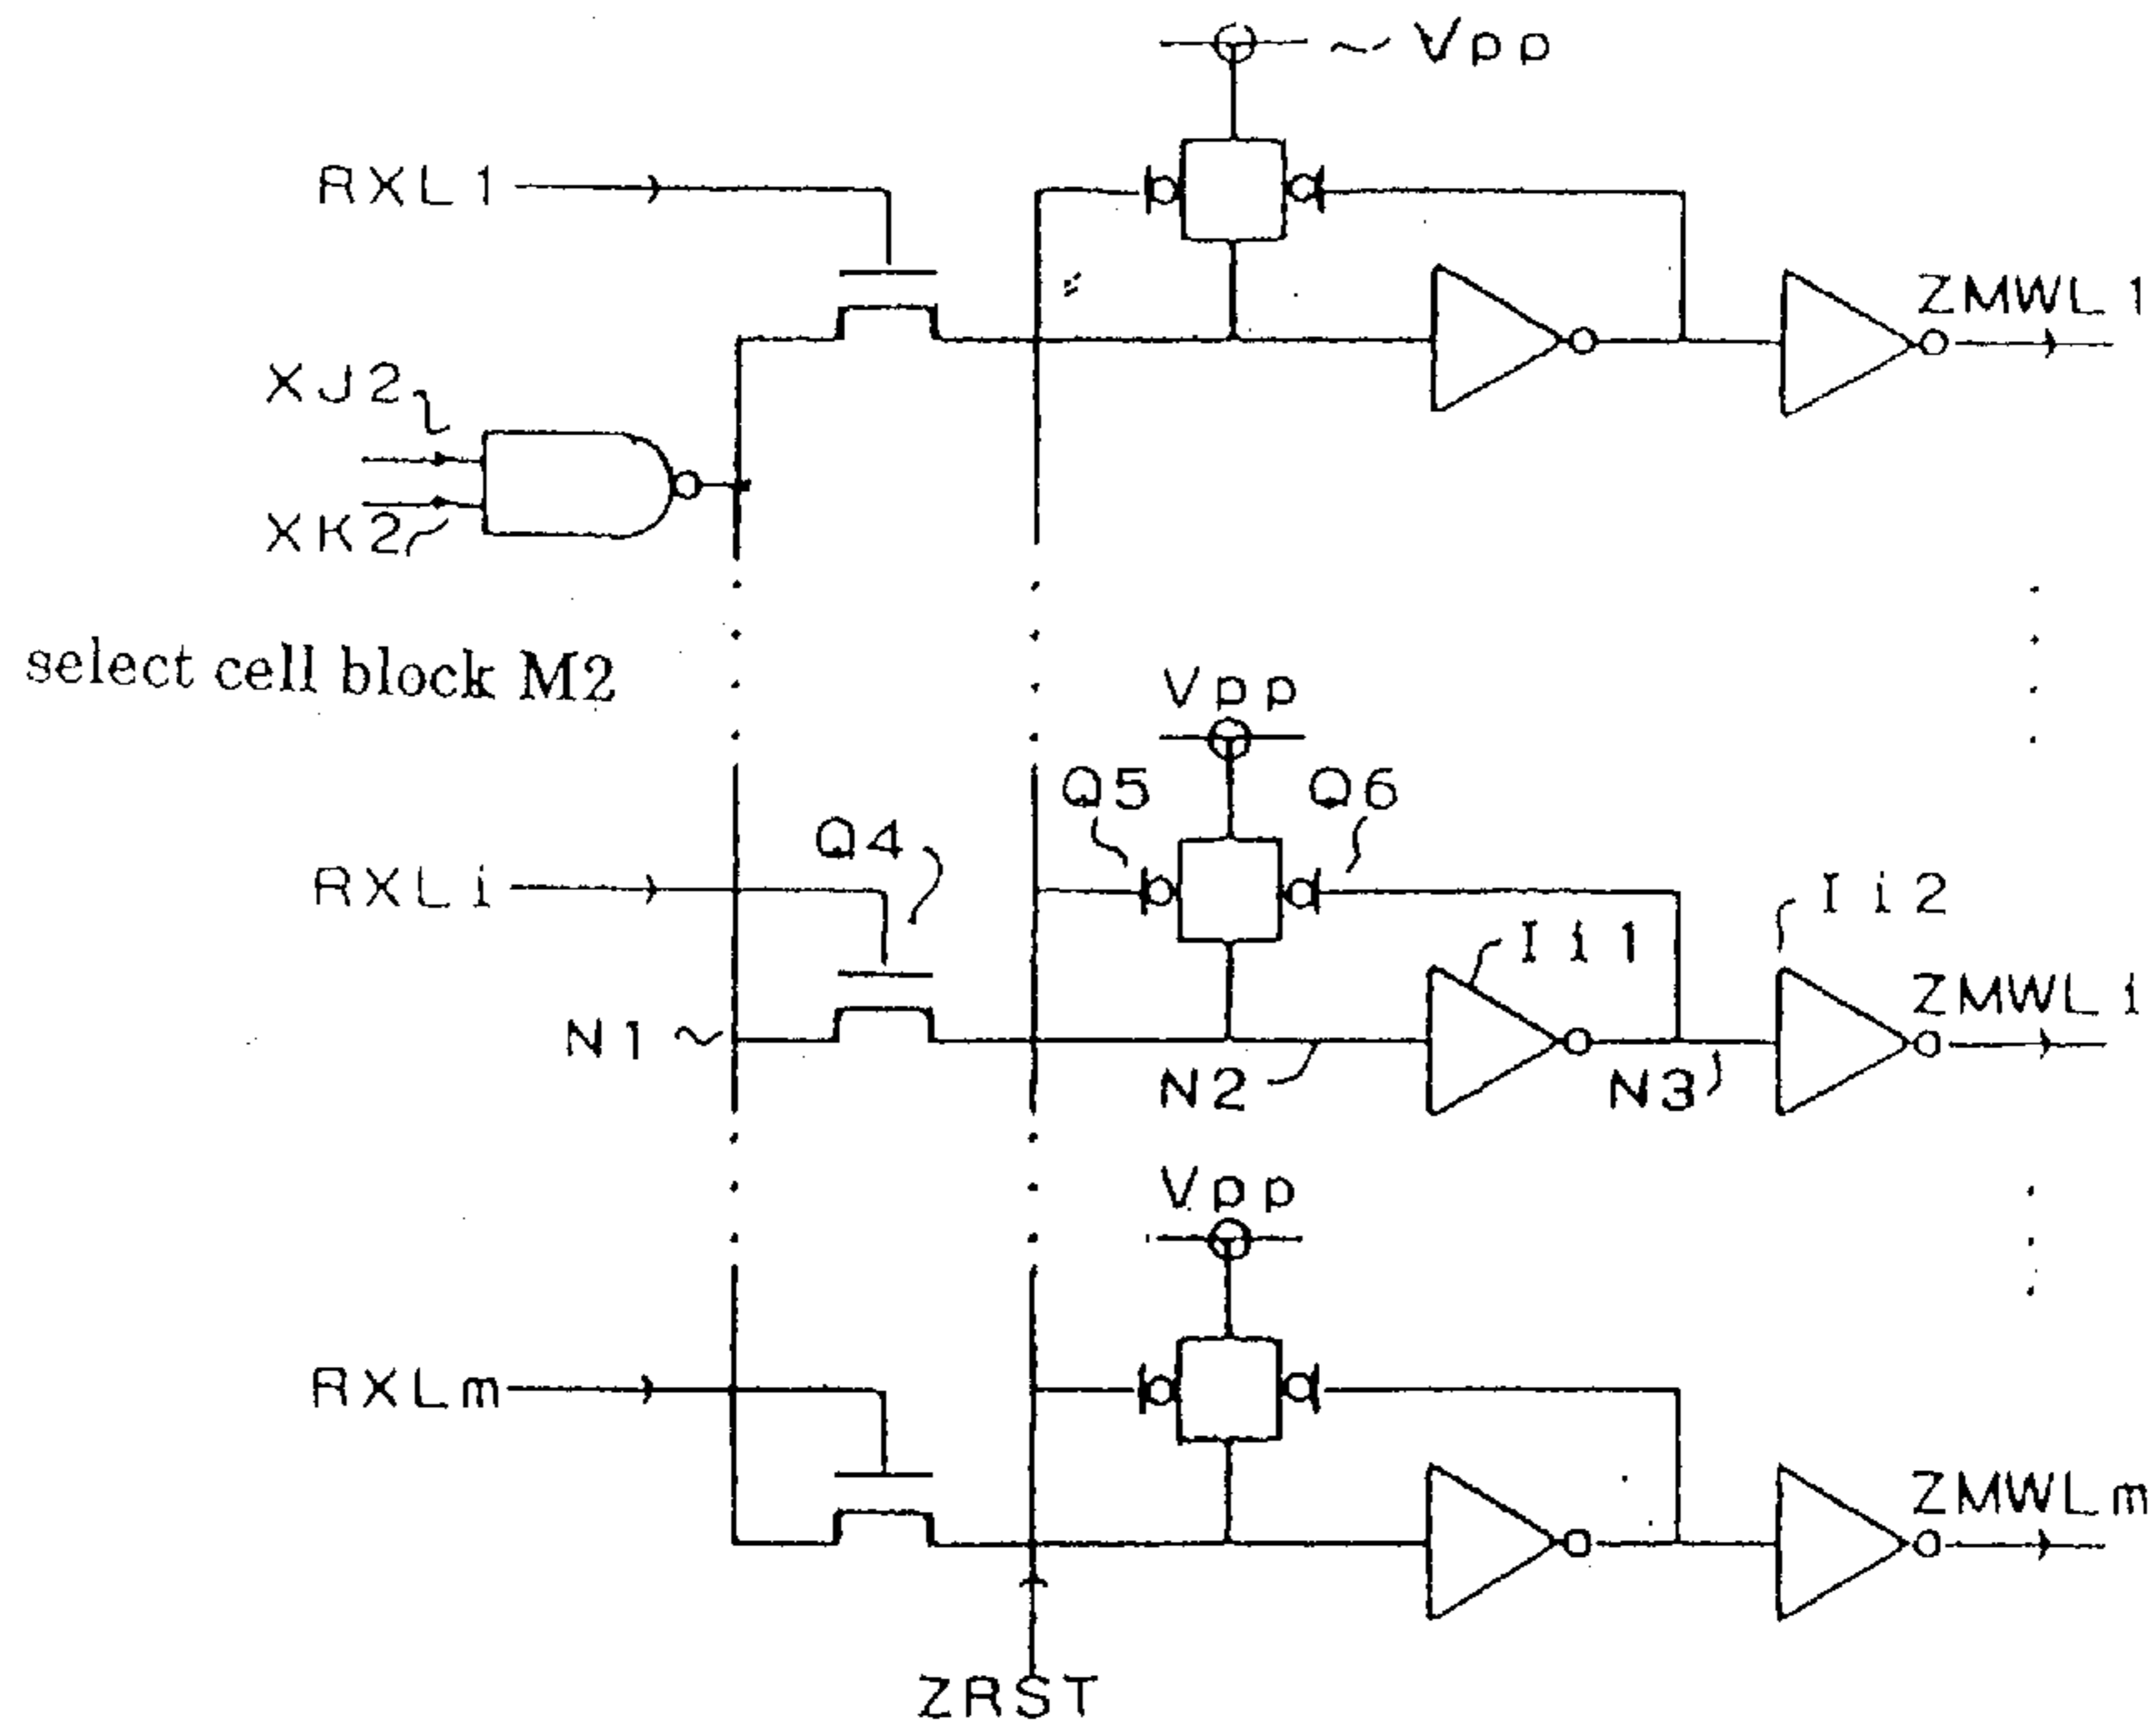 Vpp
RXL1
ZMWL1
XJ2
XK2
select cell block M2
Vpp
Q5
Q6
Q4
RXLi
Ii2
Ii1
ZMWLi
N1
N2
N3
Vpp
RXLm
ZMWLm
ZRST